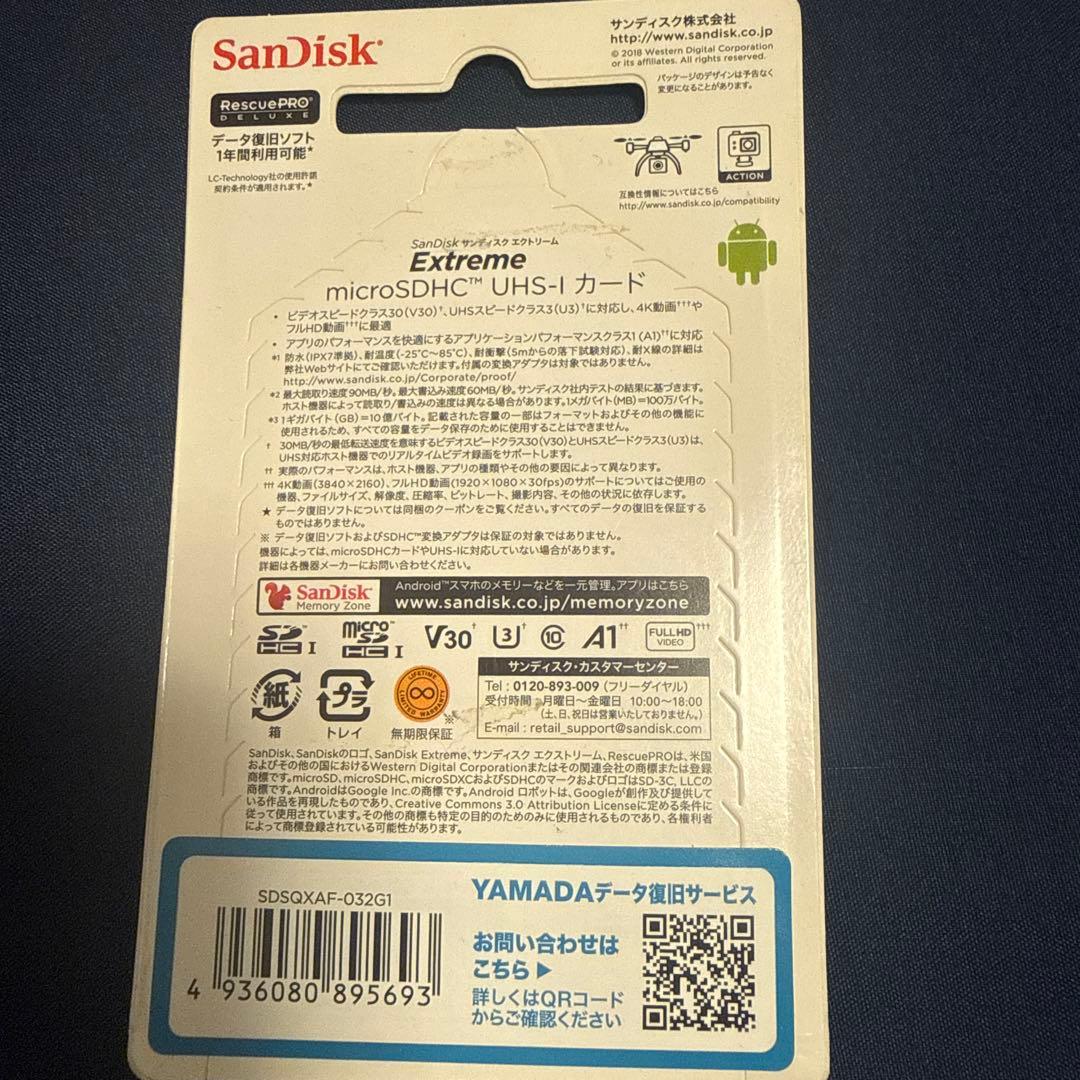 SanDisk
サンディスク株式会社
http://www.sandisk.co.jp
© 2018 Western Digital Corporation
or its affiliates. All rights reserved.
パッケージのデザインは予告なく
変更になることがあります。
RescuePRO®
DELUXE
データ復旧ソフト
1年間利用可能*
LC-Technology社の使用許諾
契約条件が適用されます。*
ACTION
互換性情報についてはこちら
http://www.sandisk.co.jp/compatibility
SanDisk サンディスク エクトリーム
Extreme
microSDHC™ UHS-I カード
• ビデオスピードクラス30(V30)†、UHSスピードクラス3(U3)†に対応し、4K動画†††や
フルHD動画†††に最適
• アプリのパフォーマンスを快適にするアプリケーションパフォーマンスクラス1(A1)††に対応
*1 防水(IPX7準拠)、耐温度(-25˚C～85˚C)、耐衝撃(5mからの落下試験対応)、耐X線の詳細は
弊社Webサイトにてご確認いただけます。付属の変換アダプタは対象ではありません。
http://www.sandisk.co.jp/Corporate/proof/
*2 最大読取り速度90MB/秒。最大書込み速度60MB/秒。サンディスク社内テストの結果に基づきます。
ホスト機器によって読取り/書込みの速度は異なる場合があります。1メガバイト(MB)=100万バイト。
*3 1ギガバイト(GB)=10億バイト。記載された容量の一部はフォーマットおよびその他の機能に
使用されるため、すべての容量をデータ保存のために使用することはできません。
† 30MB/秒の最低転送速度を意味するビデオスピードクラス30(V30)とUHSスピードクラス3(U3)は、
UHS対応ホスト機器でのリアルタイムビデオ録画をサポートします。
†† 実際のパフォーマンスは、ホスト機器、アプリの種類やその他の要因によって異なります。
††† 4K動画(3840×2160)、フルHD動画(1920×1080×30fps)のサポートについてはご使用の
機器、ファイルサイズ、解像度、圧縮率、ビットレート、撮影内容、その他の状況に依存します。
★ データ復旧ソフトについては同梱のクーポンをご覧ください。すべてのデータの復旧を保証する
ものではありません。
※ データ復旧ソフトおよびSDHC™変換アダプタは保証の対象ではありません。
機器によっては、microSDHCカードやUHS-Iに対応していない場合があります。
詳細は各機器メーカーにお問い合わせください。
SanDisk®
Memory Zone
Android™スマホのメモリーなどを一元管理。アプリはこちら
www.sandisk.co.jp/memoryzone
SD HC I micro SD HC I V30† U3† 10 A1†† FULL HD VIDEO†††
紙
箱
プラ
トレイ
LIFETIME LIMITED WARRANTY
無期限保証※
サンディスク・カスタマーセンター
Tel : 0120-893-009 (フリーダイヤル)
受付時間 : 月曜日～金曜日 10:00～18:00
(土、日、祝日は営業いたしておりません。)
E-mail : retail_support@sandisk.com
SanDisk、SanDiskのロゴ、SanDisk Extreme、サンディスク エクストリーム、RescuePROは、米国
およびその他の国におけるWestern Digital Corporationまたはその関連会社の商標または登録
商標です。microSD、microSDHC、microSDXCおよびSDHCのマークおよびロゴはSD-3C, LLCの
商標です。AndroidはGoogle Inc.の商標です。Android ロボットは、Googleが創作及び提供して
いる作品を再現したものであり、Creative Commons 3.0 Attribution Licenseに定める条件に
従って使用されています。その他の商標も特定の目的のためのみに使用されるものであり、各権利者
によって商標登録されている可能性があります。
SDSQXAF-032G1
4 936080 895693
YAMADAデータ復旧サービス
お問い合わせは
こちら▶
詳しくはQRコード
からご確認ください